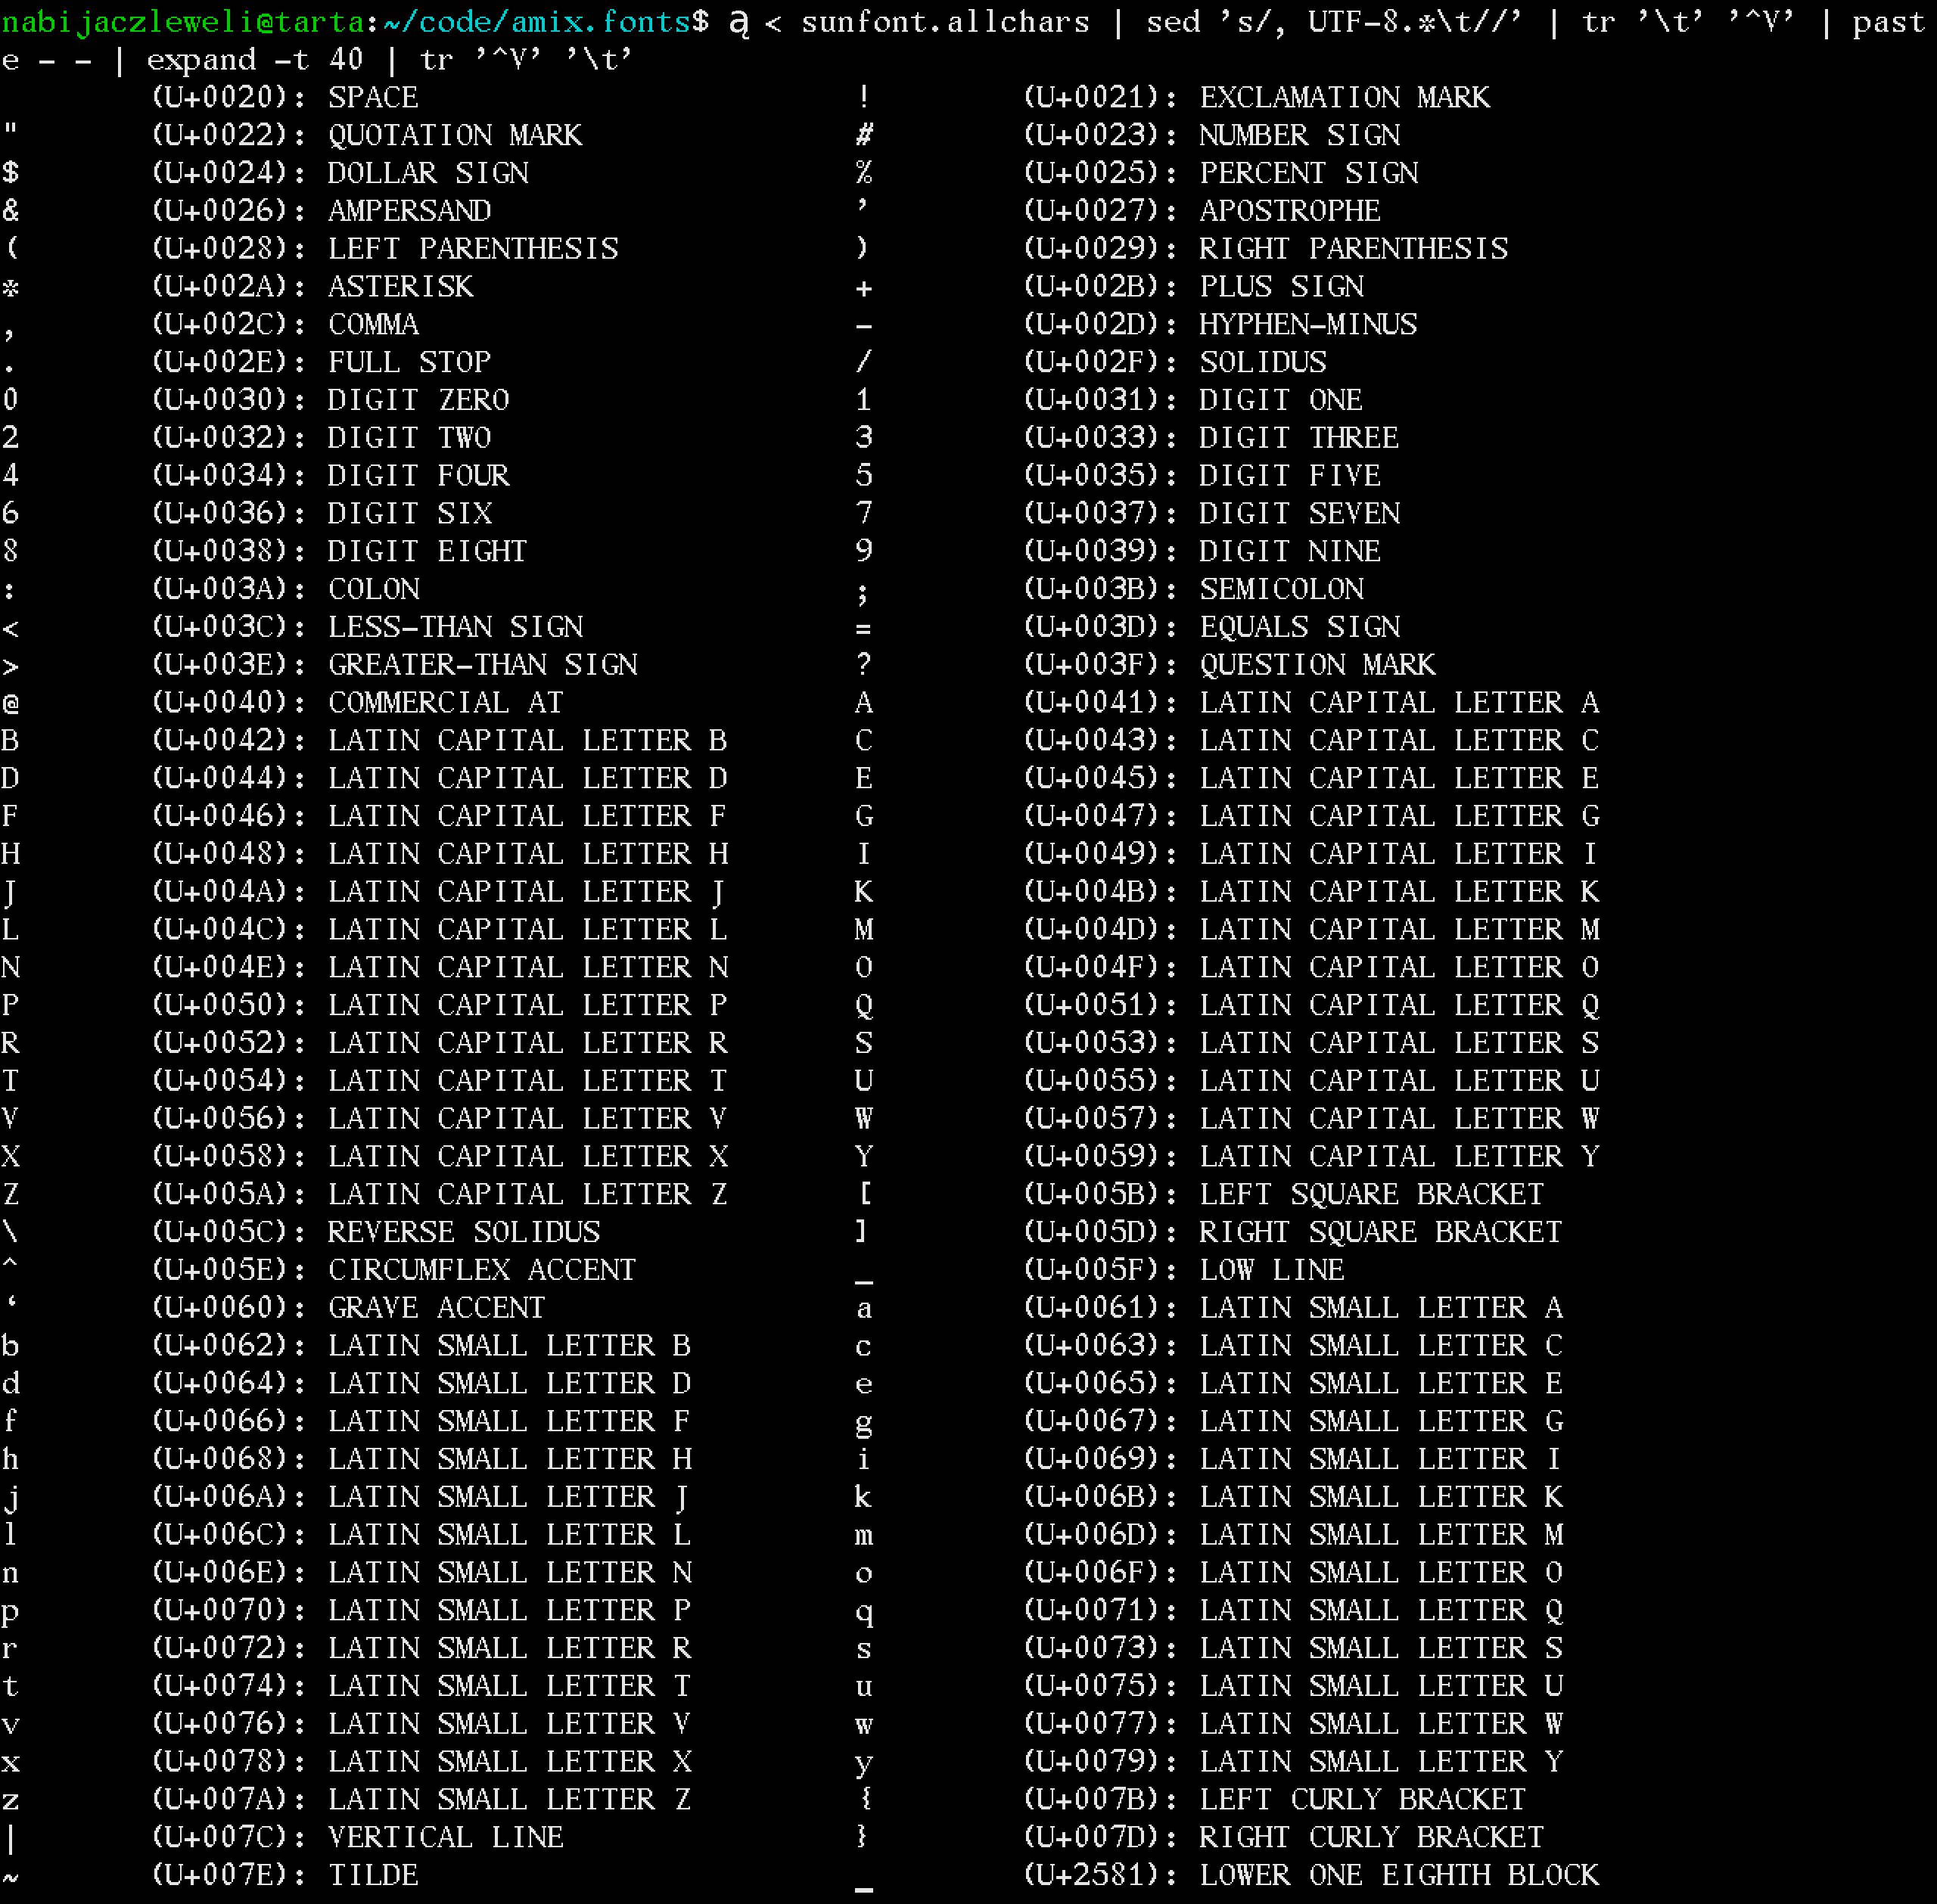 nabijaczleweli@tarta:~/code/amix.fonts$ ą < sunfont.allchars | sed 's/, UTF-8.*\t//' | tr '\t' '^V' | past
e - - | expand -t 40 | tr '^V' '\t'
(U+0020): SPACE ! (U+0021): EXCLAMATION MARK
" (U+0022): QUOTATION MARK # (U+0023): NUMBER SIGN
$ (U+0024): DOLLAR SIGN % (U+0025): PERCENT SIGN
& (U+0026): AMPERSAND ' (U+0027): APOSTROPHE
( (U+0028): LEFT PARENTHESIS ) (U+0029): RIGHT PARENTHESIS
* (U+002A): ASTERISK + (U+002B): PLUS SIGN
, (U+002C): COMMA - (U+002D): HYPHEN-MINUS
. (U+002E): FULL STOP / (U+002F): SOLIDUS
0 (U+0030): DIGIT ZERO 1 (U+0031): DIGIT ONE
2 (U+0032): DIGIT TWO 3 (U+0033): DIGIT THREE
4 (U+0034): DIGIT FOUR 5 (U+0035): DIGIT FIVE
6 (U+0036): DIGIT SIX 7 (U+0037): DIGIT SEVEN
8 (U+0038): DIGIT EIGHT 9 (U+0039): DIGIT NINE
: (U+003A): COLON ; (U+003B): SEMICOLON
< (U+003C): LESS-THAN SIGN = (U+003D): EQUALS SIGN
> (U+003E): GREATER-THAN SIGN ? (U+003F): QUESTION MARK
@ (U+0040): COMMERCIAL AT A (U+0041): LATIN CAPITAL LETTER A
B (U+0042): LATIN CAPITAL LETTER B C (U+0043): LATIN CAPITAL LETTER C
D (U+0044): LATIN CAPITAL LETTER D E (U+0045): LATIN CAPITAL LETTER E
F (U+0046): LATIN CAPITAL LETTER F G (U+0047): LATIN CAPITAL LETTER G
H (U+0048): LATIN CAPITAL LETTER H I (U+0049): LATIN CAPITAL LETTER I
J (U+004A): LATIN CAPITAL LETTER J K (U+004B): LATIN CAPITAL LETTER K
L (U+004C): LATIN CAPITAL LETTER L M (U+004D): LATIN CAPITAL LETTER M
N (U+004E): LATIN CAPITAL LETTER N O (U+004F): LATIN CAPITAL LETTER O
P (U+0050): LATIN CAPITAL LETTER P Q (U+0051): LATIN CAPITAL LETTER Q
R (U+0052): LATIN CAPITAL LETTER R S (U+0053): LATIN CAPITAL LETTER S
T (U+0054): LATIN CAPITAL LETTER T U (U+0055): LATIN CAPITAL LETTER U
V (U+0056): LATIN CAPITAL LETTER V W (U+0057): LATIN CAPITAL LETTER W
X (U+0058): LATIN CAPITAL LETTER X Y (U+0059): LATIN CAPITAL LETTER Y
Z (U+005A): LATIN CAPITAL LETTER Z [ (U+005B): LEFT SQUARE BRACKET
\ (U+005C): REVERSE SOLIDUS ] (U+005D): RIGHT SQUARE BRACKET
^ (U+005E): CIRCUMFLEX ACCENT _ (U+005F): LOW LINE
` (U+0060): GRAVE ACCENT a (U+0061): LATIN SMALL LETTER A
b (U+0062): LATIN SMALL LETTER B c (U+0063): LATIN SMALL LETTER C
d (U+0064): LATIN SMALL LETTER D e (U+0065): LATIN SMALL LETTER E
f (U+0066): LATIN SMALL LETTER F g (U+0067): LATIN SMALL LETTER G
h (U+0068): LATIN SMALL LETTER H i (U+0069): LATIN SMALL LETTER I
j (U+006A): LATIN SMALL LETTER J k (U+006B): LATIN SMALL LETTER K
l (U+006C): LATIN SMALL LETTER L m (U+006D): LATIN SMALL LETTER M
n (U+006E): LATIN SMALL LETTER N o (U+006F): LATIN SMALL LETTER O
p (U+0070): LATIN SMALL LETTER P q (U+0071): LATIN SMALL LETTER Q
r (U+0072): LATIN SMALL LETTER R s (U+0073): LATIN SMALL LETTER S
t (U+0074): LATIN SMALL LETTER T u (U+0075): LATIN SMALL LETTER U
v (U+0076): LATIN SMALL LETTER V w (U+0077): LATIN SMALL LETTER W
x (U+0078): LATIN SMALL LETTER X y (U+0079): LATIN SMALL LETTER Y
z (U+007A): LATIN SMALL LETTER Z { (U+007B): LEFT CURLY BRACKET
| (U+007C): VERTICAL LINE } (U+007D): RIGHT CURLY BRACKET
~ (U+007E): TILDE ▁ (U+2581): LOWER ONE EIGHTH BLOCK